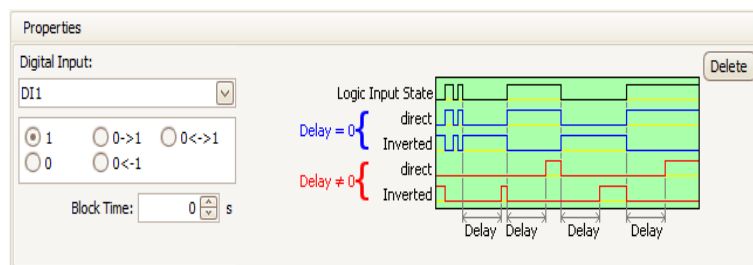 Properties
Digital Input:
DI1
Delete
1 0->1 0<->1
0 0<-1
Block Time: 0 s
Logic Input State
direct
Delay = 0
Inverted
direct
Delay ≠ 0
Inverted
Delay Delay Delay Delay